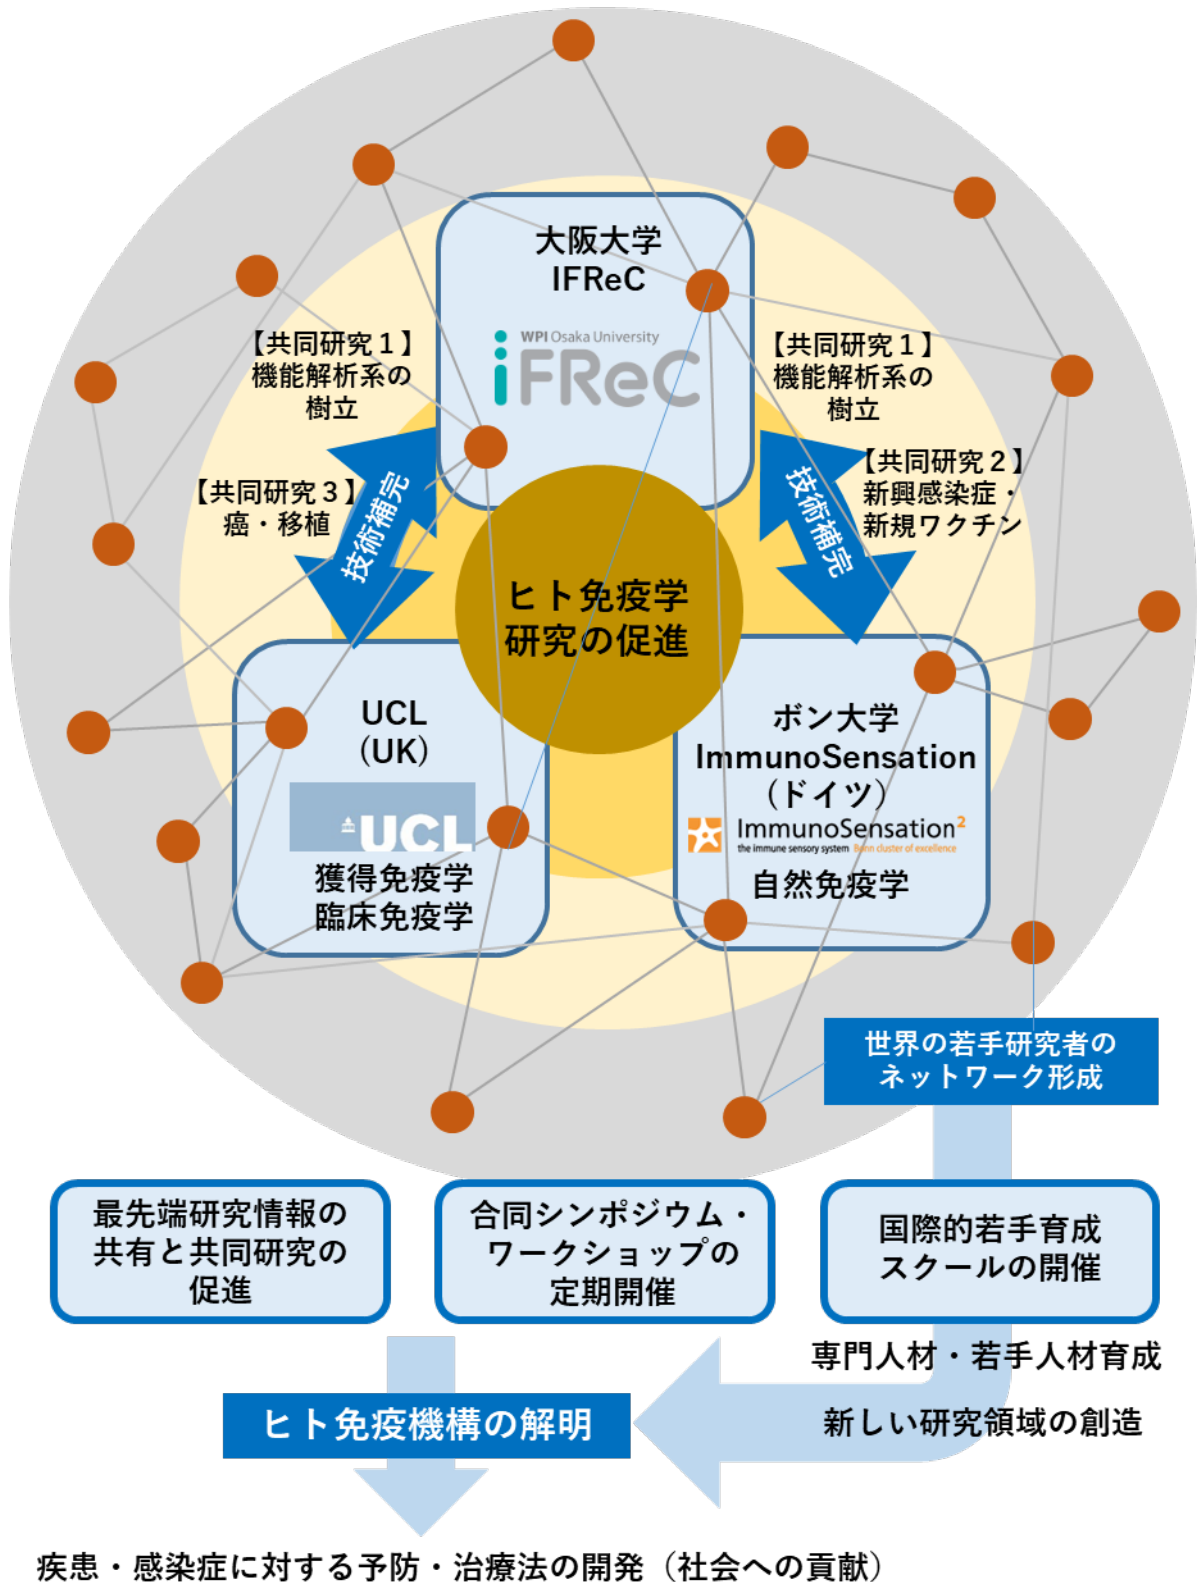 大阪大学
IFReC
WPI Osaka University
iFReC
【共同研究１】
機能解析系の
樹立
【共同研究１】
機能解析系の
樹立
【共同研究３】
癌・移植
技術補完
技術補完
【共同研究２】
新興感染症・
新規ワクチン
ヒト免疫学
研究の促進
UCL
(UK)
UCL
獲得免疫学
臨床免疫学
ボン大学
ImmunoSensation
(ドイツ)
ImmunoSensation²
the immune sensory system Bonn cluster of excellence
自然免疫学
世界の若手研究者の
ネットワーク形成
最先端研究情報の
共有と共同研究の
促進
合同シンポジウム・
ワークショップの
定期開催
国際的若手育成
スクールの開催
専門人材・若手人材育成
新しい研究領域の創造
ヒト免疫機構の解明
疾患・感染症に対する予防・治療法の開発（社会への貢献）